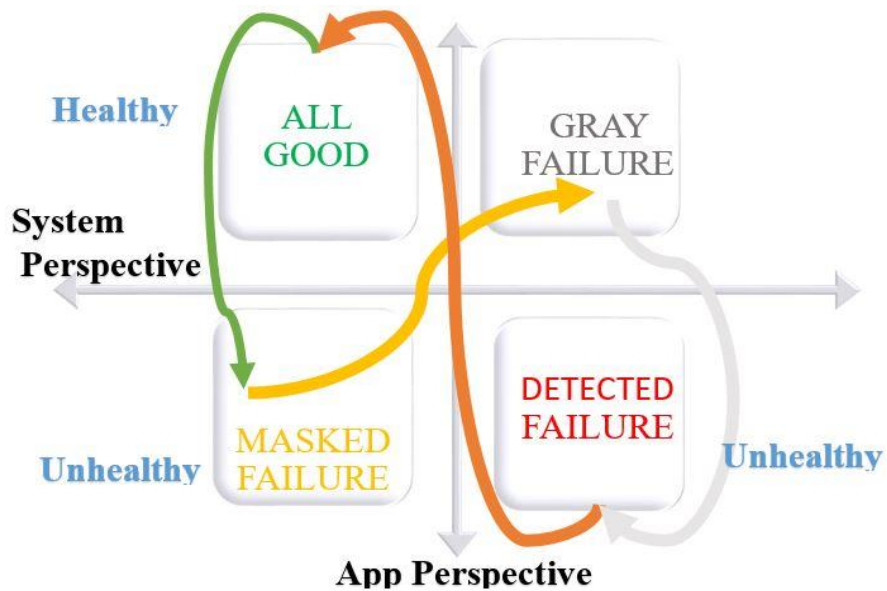 Healthy
ALL
GOOD
GRAY
FAILURE
System
Perspective
MASKED
FAILURE
DETECTED
FAILURE
Unhealthy
Unhealthy
App Perspective